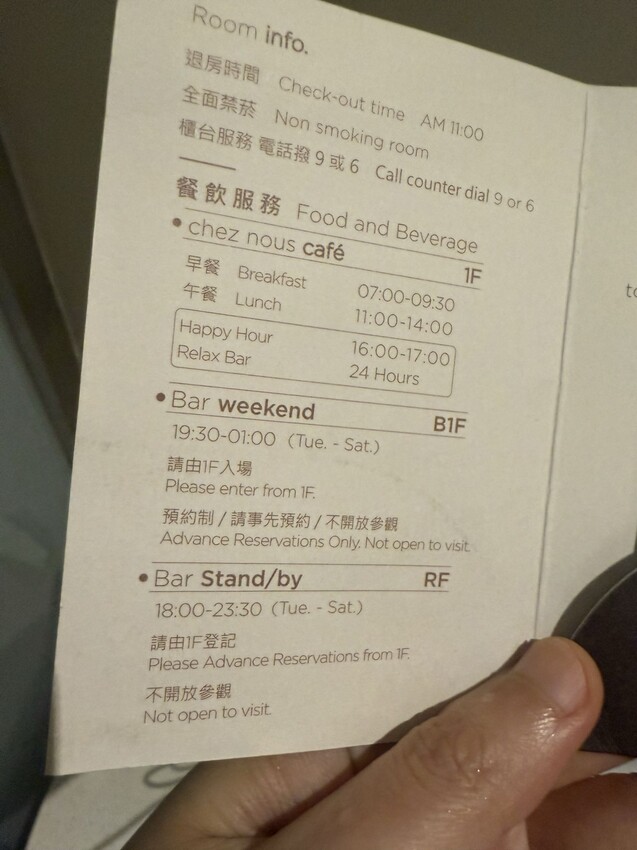 Room info.
退房時間 Check-out time AM 11:00
全面禁菸 Non smoking room
櫃台服務 電話撥 9 或 6 Call counter dial 9 or 6
餐飲服務 Food and Beverage
• chez nous café 1F
早餐 Breakfast 07:00-09:30
午餐 Lunch 11:00-14:00
Happy Hour 16:00-17:00
Relax Bar 24 Hours
• Bar weekend B1F
19:30-01:00 (Tue. - Sat.)
請由1F入場
Please enter from 1F.
預約制 / 請事先預約 / 不開放參觀
Advance Reservations Only. Not open to visit.
• Bar Stand/by RF
18:00-23:30 (Tue. - Sat.)
請由1F登記
Please Advance Reservations from 1F.
不開放參觀
Not open to visit.